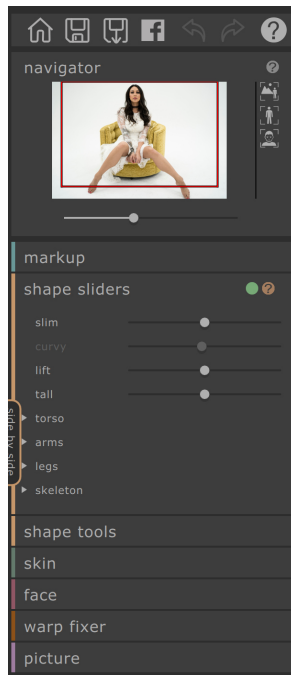 navigator
markup
shape sliders
slim
curvy
lift
tall
side by side
torso
arms
legs
skeleton
shape tools
skin
face
warp fixer
picture